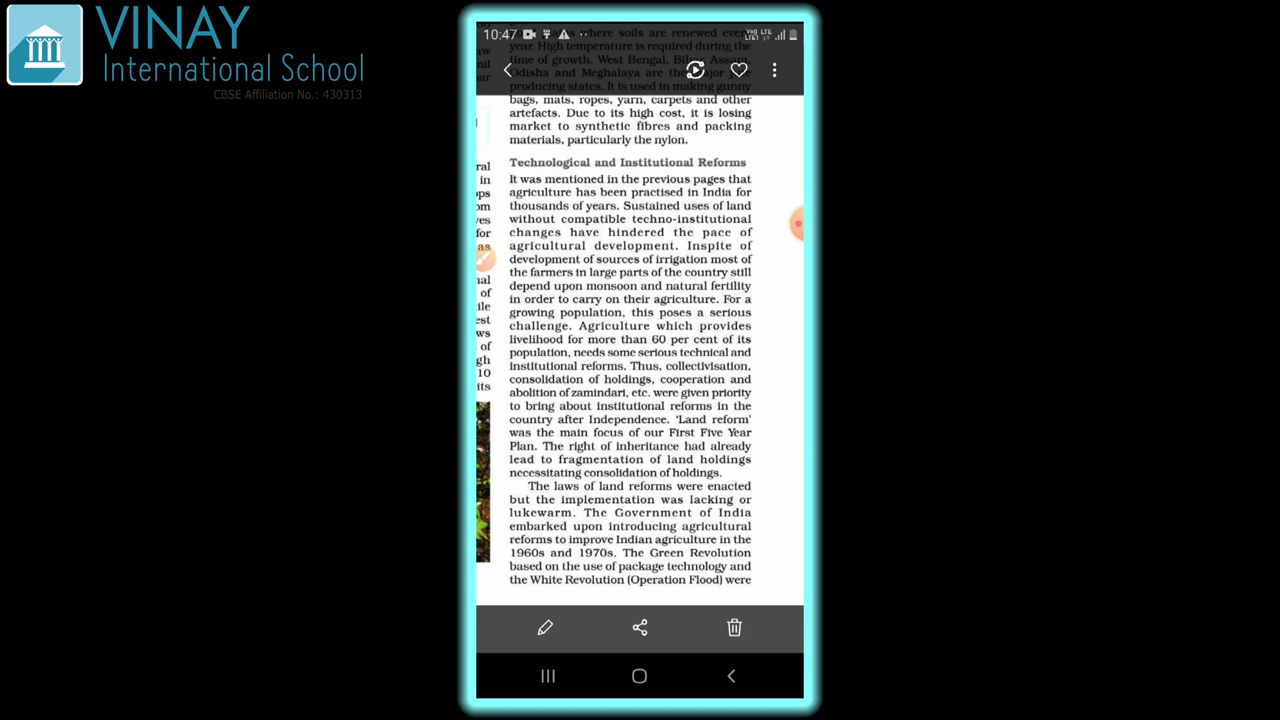 VINAY
International School
CBSE Affiliation No.: 430313
10:47
where soils are renewed every
year. High temperature is required during the
time of growth. West Bengal, Bihar, Assam,
Odisha and Meghalaya are the major jute
producing states. It is used in making gunny
bags, mats, ropes, yarn, carpets and other
artefacts. Due to its high cost, it is losing
market to synthetic fibres and packing
materials, particularly the nylon.
Technological and Institutional Reforms
It was mentioned in the previous pages that
agriculture has been practised in India for
thousands of years. Sustained uses of land
without compatible techno-institutional
changes have hindered the pace of
agricultural development. Inspite of
development of sources of irrigation most of
the farmers in large parts of the country still
depend upon monsoon and natural fertility
in order to carry on their agriculture. For a
growing population, this poses a serious
challenge. Agriculture which provides
livelihood for more than 60 per cent of its
population, needs some serious technical and
institutional reforms. Thus, collectivisation,
consolidation of holdings, cooperation and
abolition of zamindari, etc. were given priority
to bring about institutional reforms in the
country after Independence. ‘Land reform’
was the main focus of our First Five Year
Plan. The right of inheritance had already
lead to fragmentation of land holdings
necessitating consolidation of holdings.
The laws of land reforms were enacted
but the implementation was lacking or
lukewarm. The Government of India
embarked upon introducing agricultural
reforms to improve Indian agriculture in the
1960s and 1970s. The Green Revolution
based on the use of package technology and
the White Revolution (Operation Flood) were